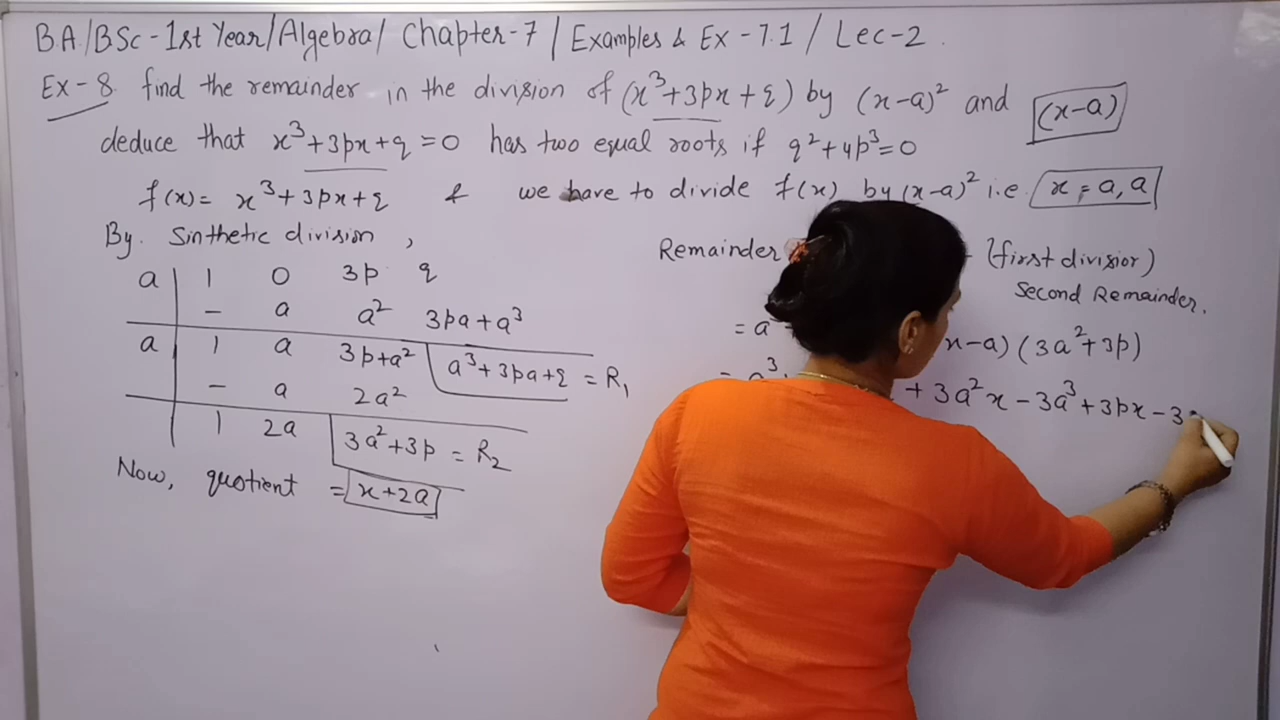 B.A/BSc-1st Year/Algebra/ Chapter-7 / Examples & Ex-7.1 / Lec-2.
Ex-8. find the remainder in the division of (x³+3px+q) by (x-a)² and (x-a)
deduce that x³+3px+q=0 has two equal roots if q²+4p³=0
f(x)= x³+3px+q & we have to divide f(x) by (x-a)² i.e x=a,a
By. Sinthetic division,
a | 1 0 3p q
- a a² 3pa+a³
a | 1 a 3p+a² a³+3pa+q = R₁
- a 2a²
1 2a 3a²+3p = R₂
Now, quotient = x+2a
Remainder (first division)
Second Remainder.
= a x-a) (3a²+3p)
= a³ + 3a²x - 3a³ + 3px - 3